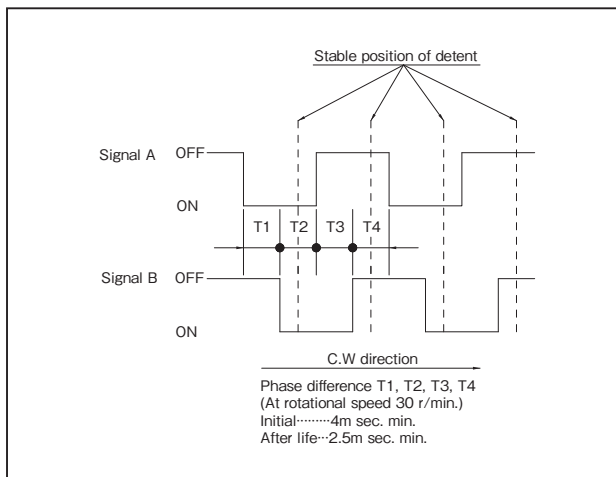 Stable position of detent
Signal A OFF
ON
T1 T2 T3 T4
Signal B OFF
ON
C.W direction
Phase difference T1, T2, T3, T4
(At rotational speed 30 r/min.)
Initial·········4m sec. min.
After life···2.5m sec. min.